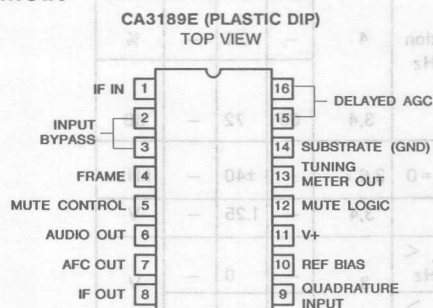 CA3189E (PLASTIC DIP)
TOP VIEW
IF IN 1
16
DELAYED AGC
INPUT BYPASS
2
15
3
14 SUBSTRATE (GND)
FRAME 4
13 TUNING METER OUT
MUTE CONTROL 5
12 MUTE LOGIC
AUDIO OUT 6
11 V+
AFC OUT 7
10 REF BIAS
IF OUT 8
9 QUADRATURE INPUT